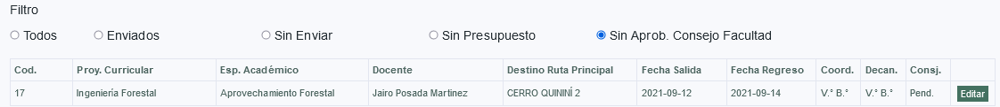 Filtro
Todos Enviados Sin Enviar Sin Presupuesto Sin Aprob. Consejo Facultad
Cod. Proy. Curricular Esp. Académico Docente Destino Ruta Principal Fecha Salida Fecha Regreso Coord. Decan. Consj.
17 Ingeniería Forestal Aprovechamiento Forestal Jairo Posada Martinez CERRO QUININÍ 2 2021-09-12 2021-09-14 V.° B.° V.° B.° Pend. Editar